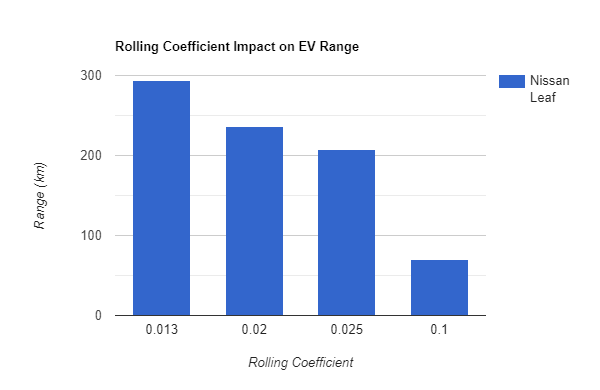 Rolling Coefficient Impact on EV Range
Nissan
Leaf
300
200
100
0
Range (km)
0.013
0.02
0.025
0.1
Rolling Coefficient